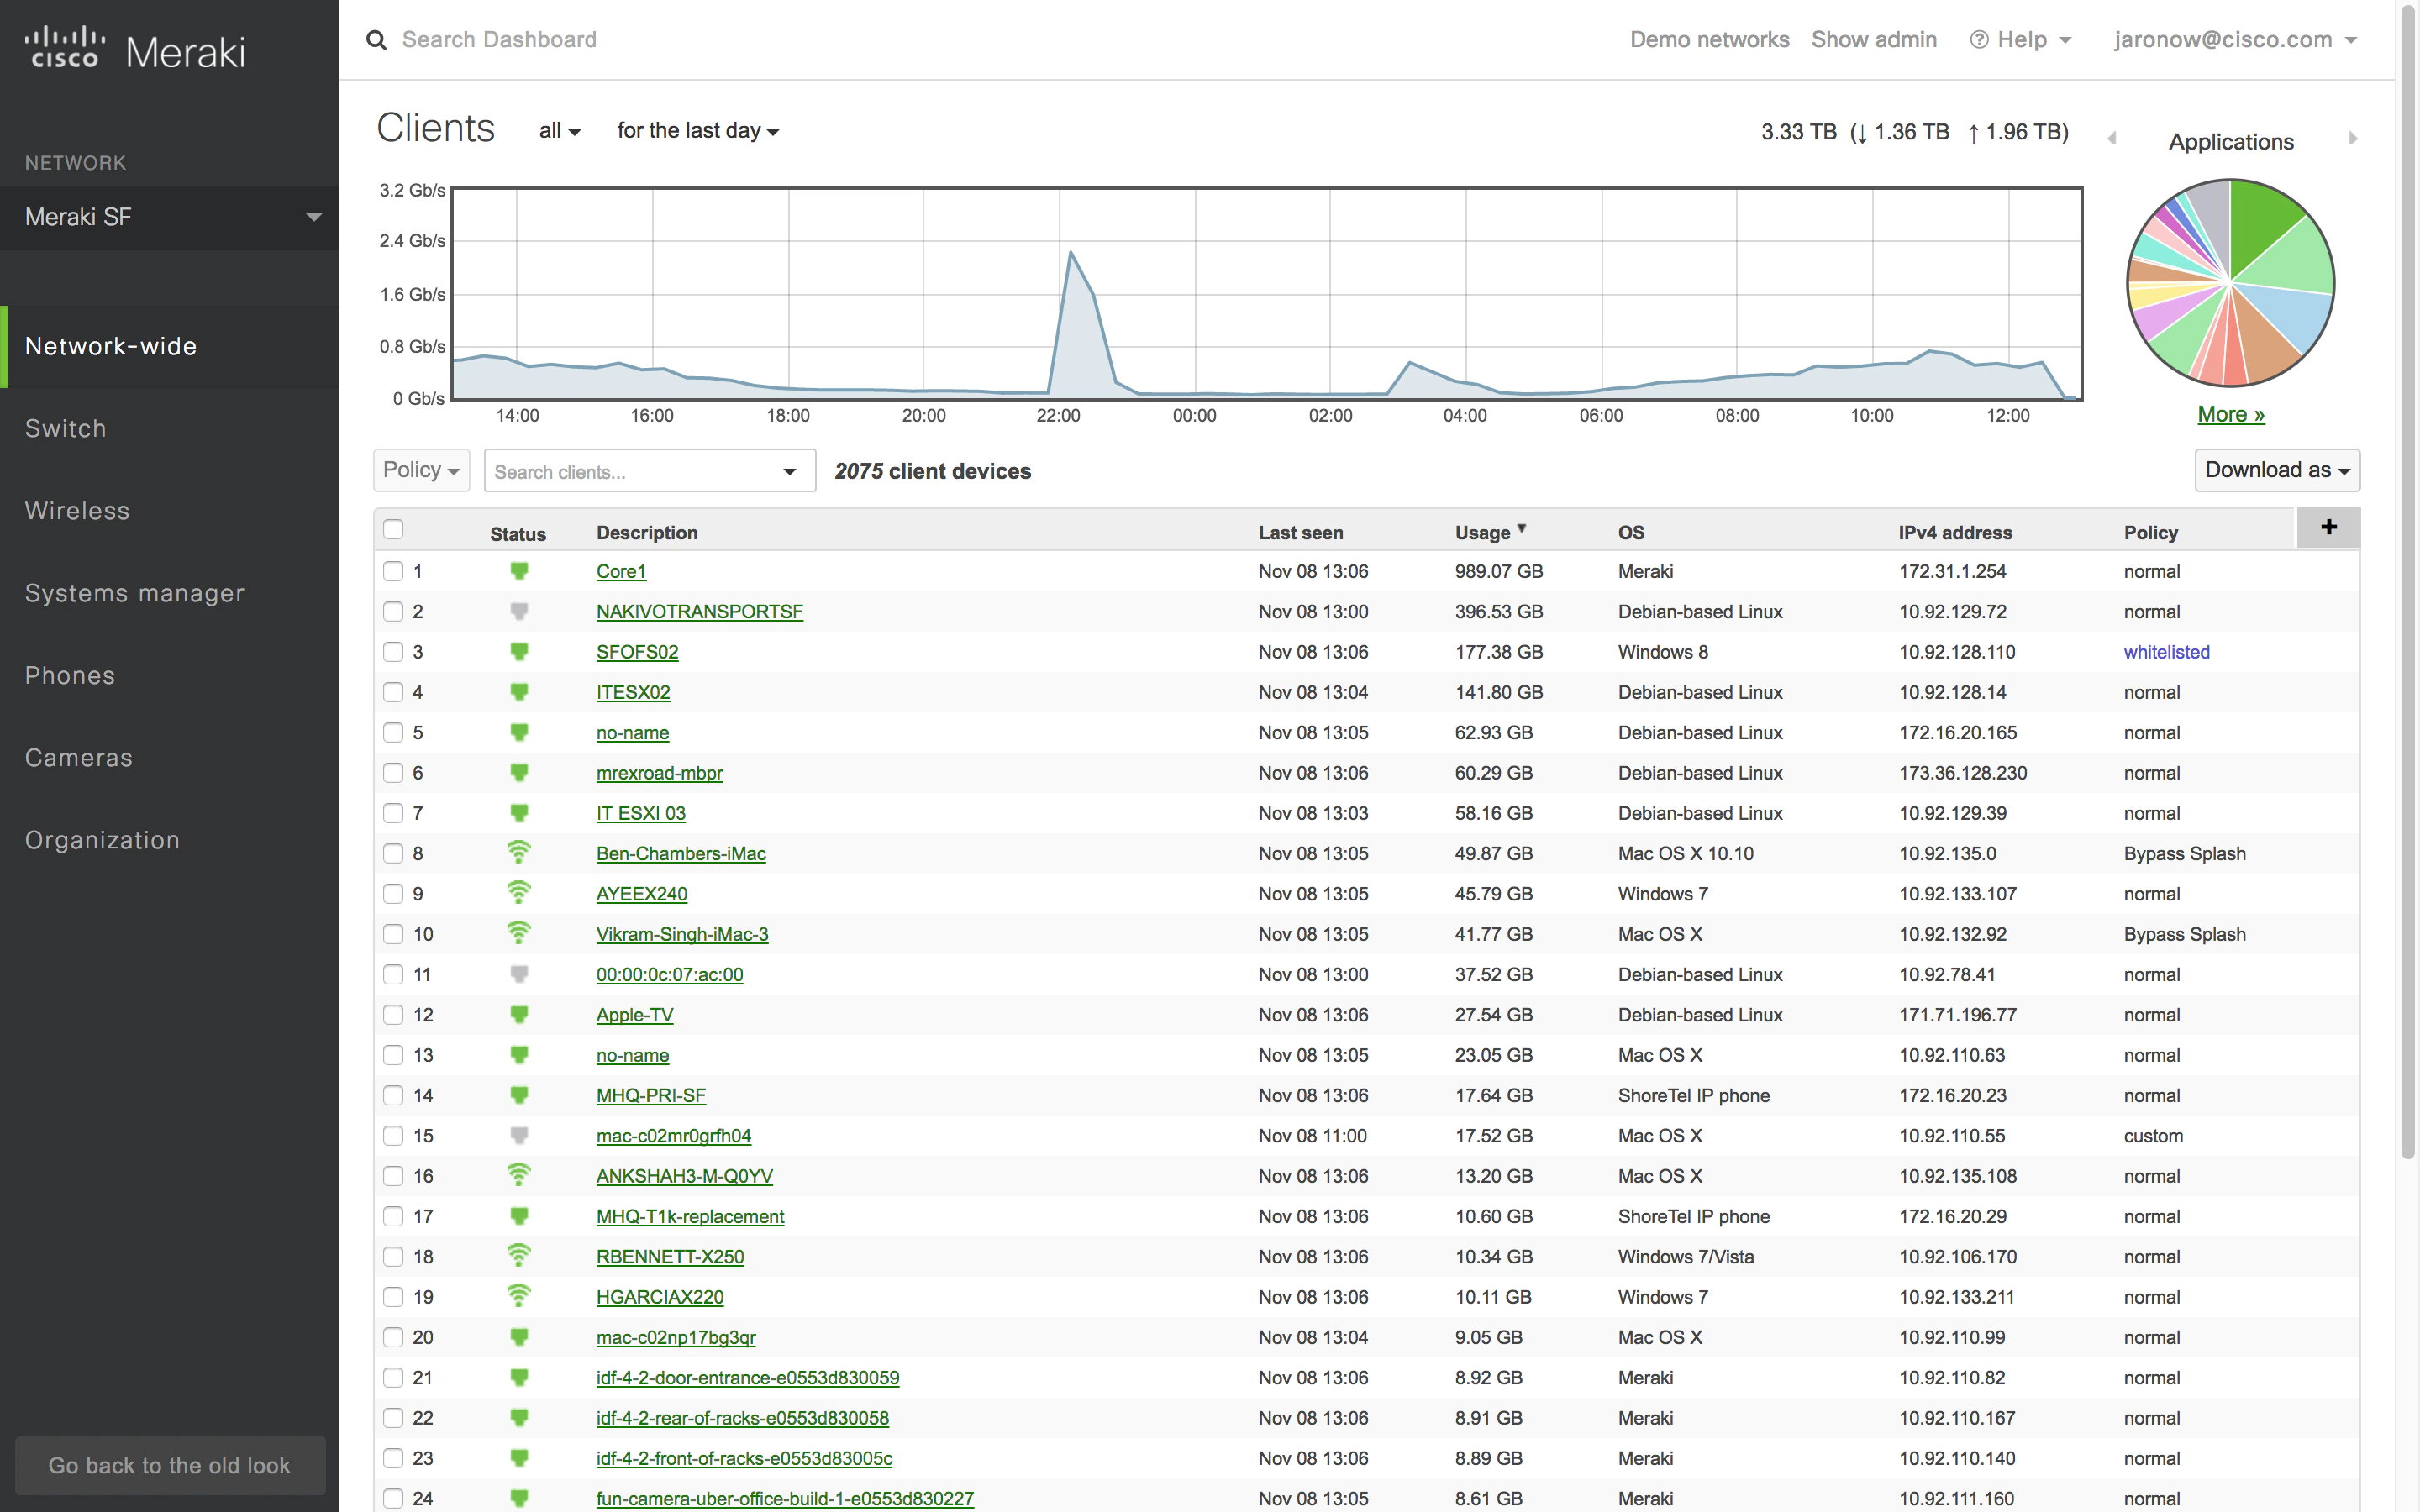 cisco Meraki
Search Dashboard
Demo networks Show admin ? Help jaronow@cisco.com
NETWORK
Meraki SF
Network-wide
Switch
Wireless
Systems manager
Phones
Cameras
Organization
Go back to the old look
Clients all for the last day 3.33 TB (↓ 1.36 TB ↑ 1.96 TB)
Applications
3.2 Gb/s
2.4 Gb/s
1.6 Gb/s
0.8 Gb/s
0 Gb/s
14:00 16:00 18:00 20:00 22:00 00:00 02:00 04:00 06:00 08:00 10:00 12:00
More »
Policy Search clients... 2075 client devices Download as
Status Description Last seen Usage ▼ OS IPv4 address Policy +
1 Core1 Nov 08 13:06 989.07 GB Meraki 172.31.1.254 normal
2 NAKIVOTRANSPORTSF Nov 08 13:00 396.53 GB Debian-based Linux 10.92.129.72 normal
3 SFOFS02 Nov 08 13:06 177.38 GB Windows 8 10.92.128.110 whitelisted
4 ITESX02 Nov 08 13:04 141.80 GB Debian-based Linux 10.92.128.14 normal
5 no-name Nov 08 13:05 62.93 GB Debian-based Linux 172.16.20.165 normal
6 mrexroad-mbpr Nov 08 13:06 60.29 GB Debian-based Linux 173.36.128.230 normal
7 IT ESXI 03 Nov 08 13:03 58.16 GB Debian-based Linux 10.92.129.39 normal
8 Ben-Chambers-iMac Nov 08 13:05 49.87 GB Mac OS X 10.10 10.92.135.0 Bypass Splash
9 AYEEX240 Nov 08 13:05 45.79 GB Windows 7 10.92.133.107 normal
10 Vikram-Singh-iMac-3 Nov 08 13:05 41.77 GB Mac OS X 10.92.132.92 Bypass Splash
11 00:00:0c:07:ac:00 Nov 08 13:00 37.52 GB Debian-based Linux 10.92.78.41 normal
12 Apple-TV Nov 08 13:06 27.54 GB Debian-based Linux 171.71.196.77 normal
13 no-name Nov 08 13:05 23.05 GB Mac OS X 10.92.110.63 normal
14 MHQ-PRI-SF Nov 08 13:06 17.64 GB ShoreTel IP phone 172.16.20.23 normal
15 mac-c02mr0grfh04 Nov 08 11:00 17.52 GB Mac OS X 10.92.110.55 custom
16 ANKSHAH3-M-Q0YV Nov 08 13:06 13.20 GB Mac OS X 10.92.135.108 normal
17 MHQ-T1k-replacement Nov 08 13:06 10.60 GB ShoreTel IP phone 172.16.20.29 normal
18 RBENNETT-X250 Nov 08 13:06 10.34 GB Windows 7/Vista 10.92.106.170 normal
19 HGARCIAX220 Nov 08 13:06 10.11 GB Windows 7 10.92.133.211 normal
20 mac-c02np17bg3qr Nov 08 13:04 9.05 GB Mac OS X 10.92.110.99 normal
21 idf-4-2-door-entrance-e0553d830059 Nov 08 13:06 8.92 GB Meraki 10.92.110.82 normal
22 idf-4-2-rear-of-racks-e0553d830058 Nov 08 13:06 8.91 GB Meraki 10.92.110.167 normal
23 idf-4-2-front-of-racks-e0553d83005c Nov 08 13:06 8.89 GB Meraki 10.92.110.140 normal
24 fun-camera-uber-office-build-1-e0553d830227 Nov 08 13:05 8.61 GB Meraki 10.92.111.160 normal